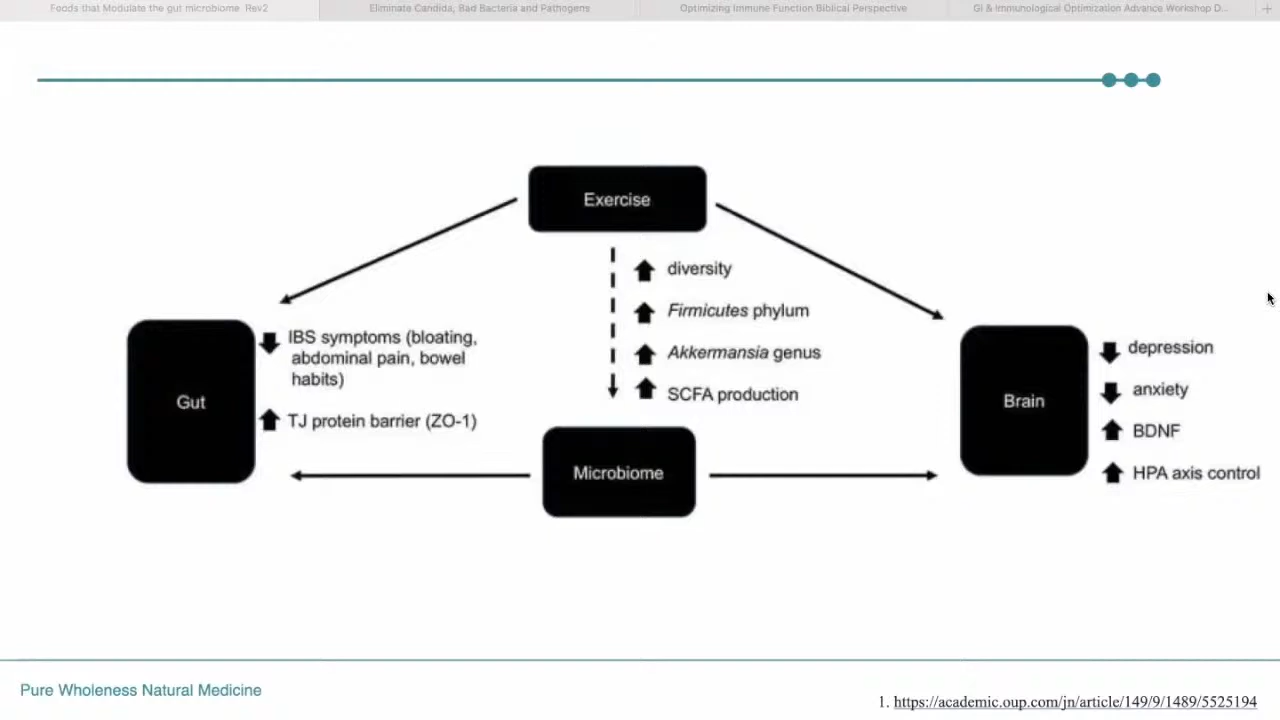 Foods that Modulate the gut microbiome Rev2
Eliminate Candida, Bad Bacteria and Pathogens
Optimizing Immune Function Biblical Perspective
GI & Immunological Optimization Advance Workshop D...
Exercise
diversity
Firmicutes phylum
Akkermansia genus
SCFA production
Gut
IBS symptoms (bloating,
abdominal pain, bowel
habits)
TJ protein barrier (ZO-1)
Microbiome
Brain
depression
anxiety
BDNF
HPA axis control
Pure Wholeness Natural Medicine
1. https://academic.oup.com/jn/article/149/9/1489/5525194